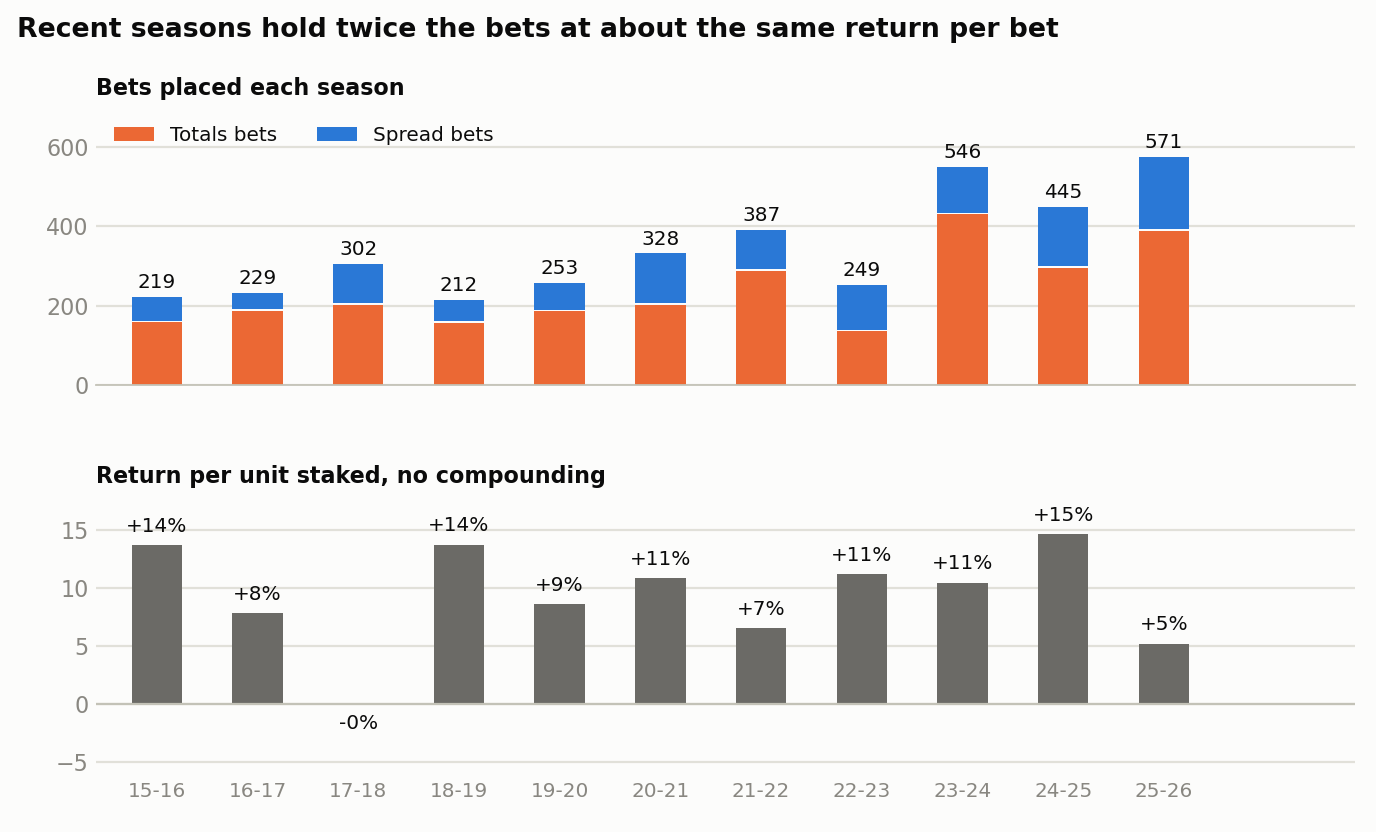 Recent seasons hold twice the bets at about the same return per bet
Bets placed each season
Totals bets Spread bets
600
400
200
0
219 229 302 212 253 328 387 249 546 445 571
Return per unit staked, no compounding
15
10
5
0
−5
+14% +8% -0% +14% +9% +11% +7% +11% +11% +15% +5%
15-16 16-17 17-18 18-19 19-20 20-21 21-22 22-23 23-24 24-25 25-26